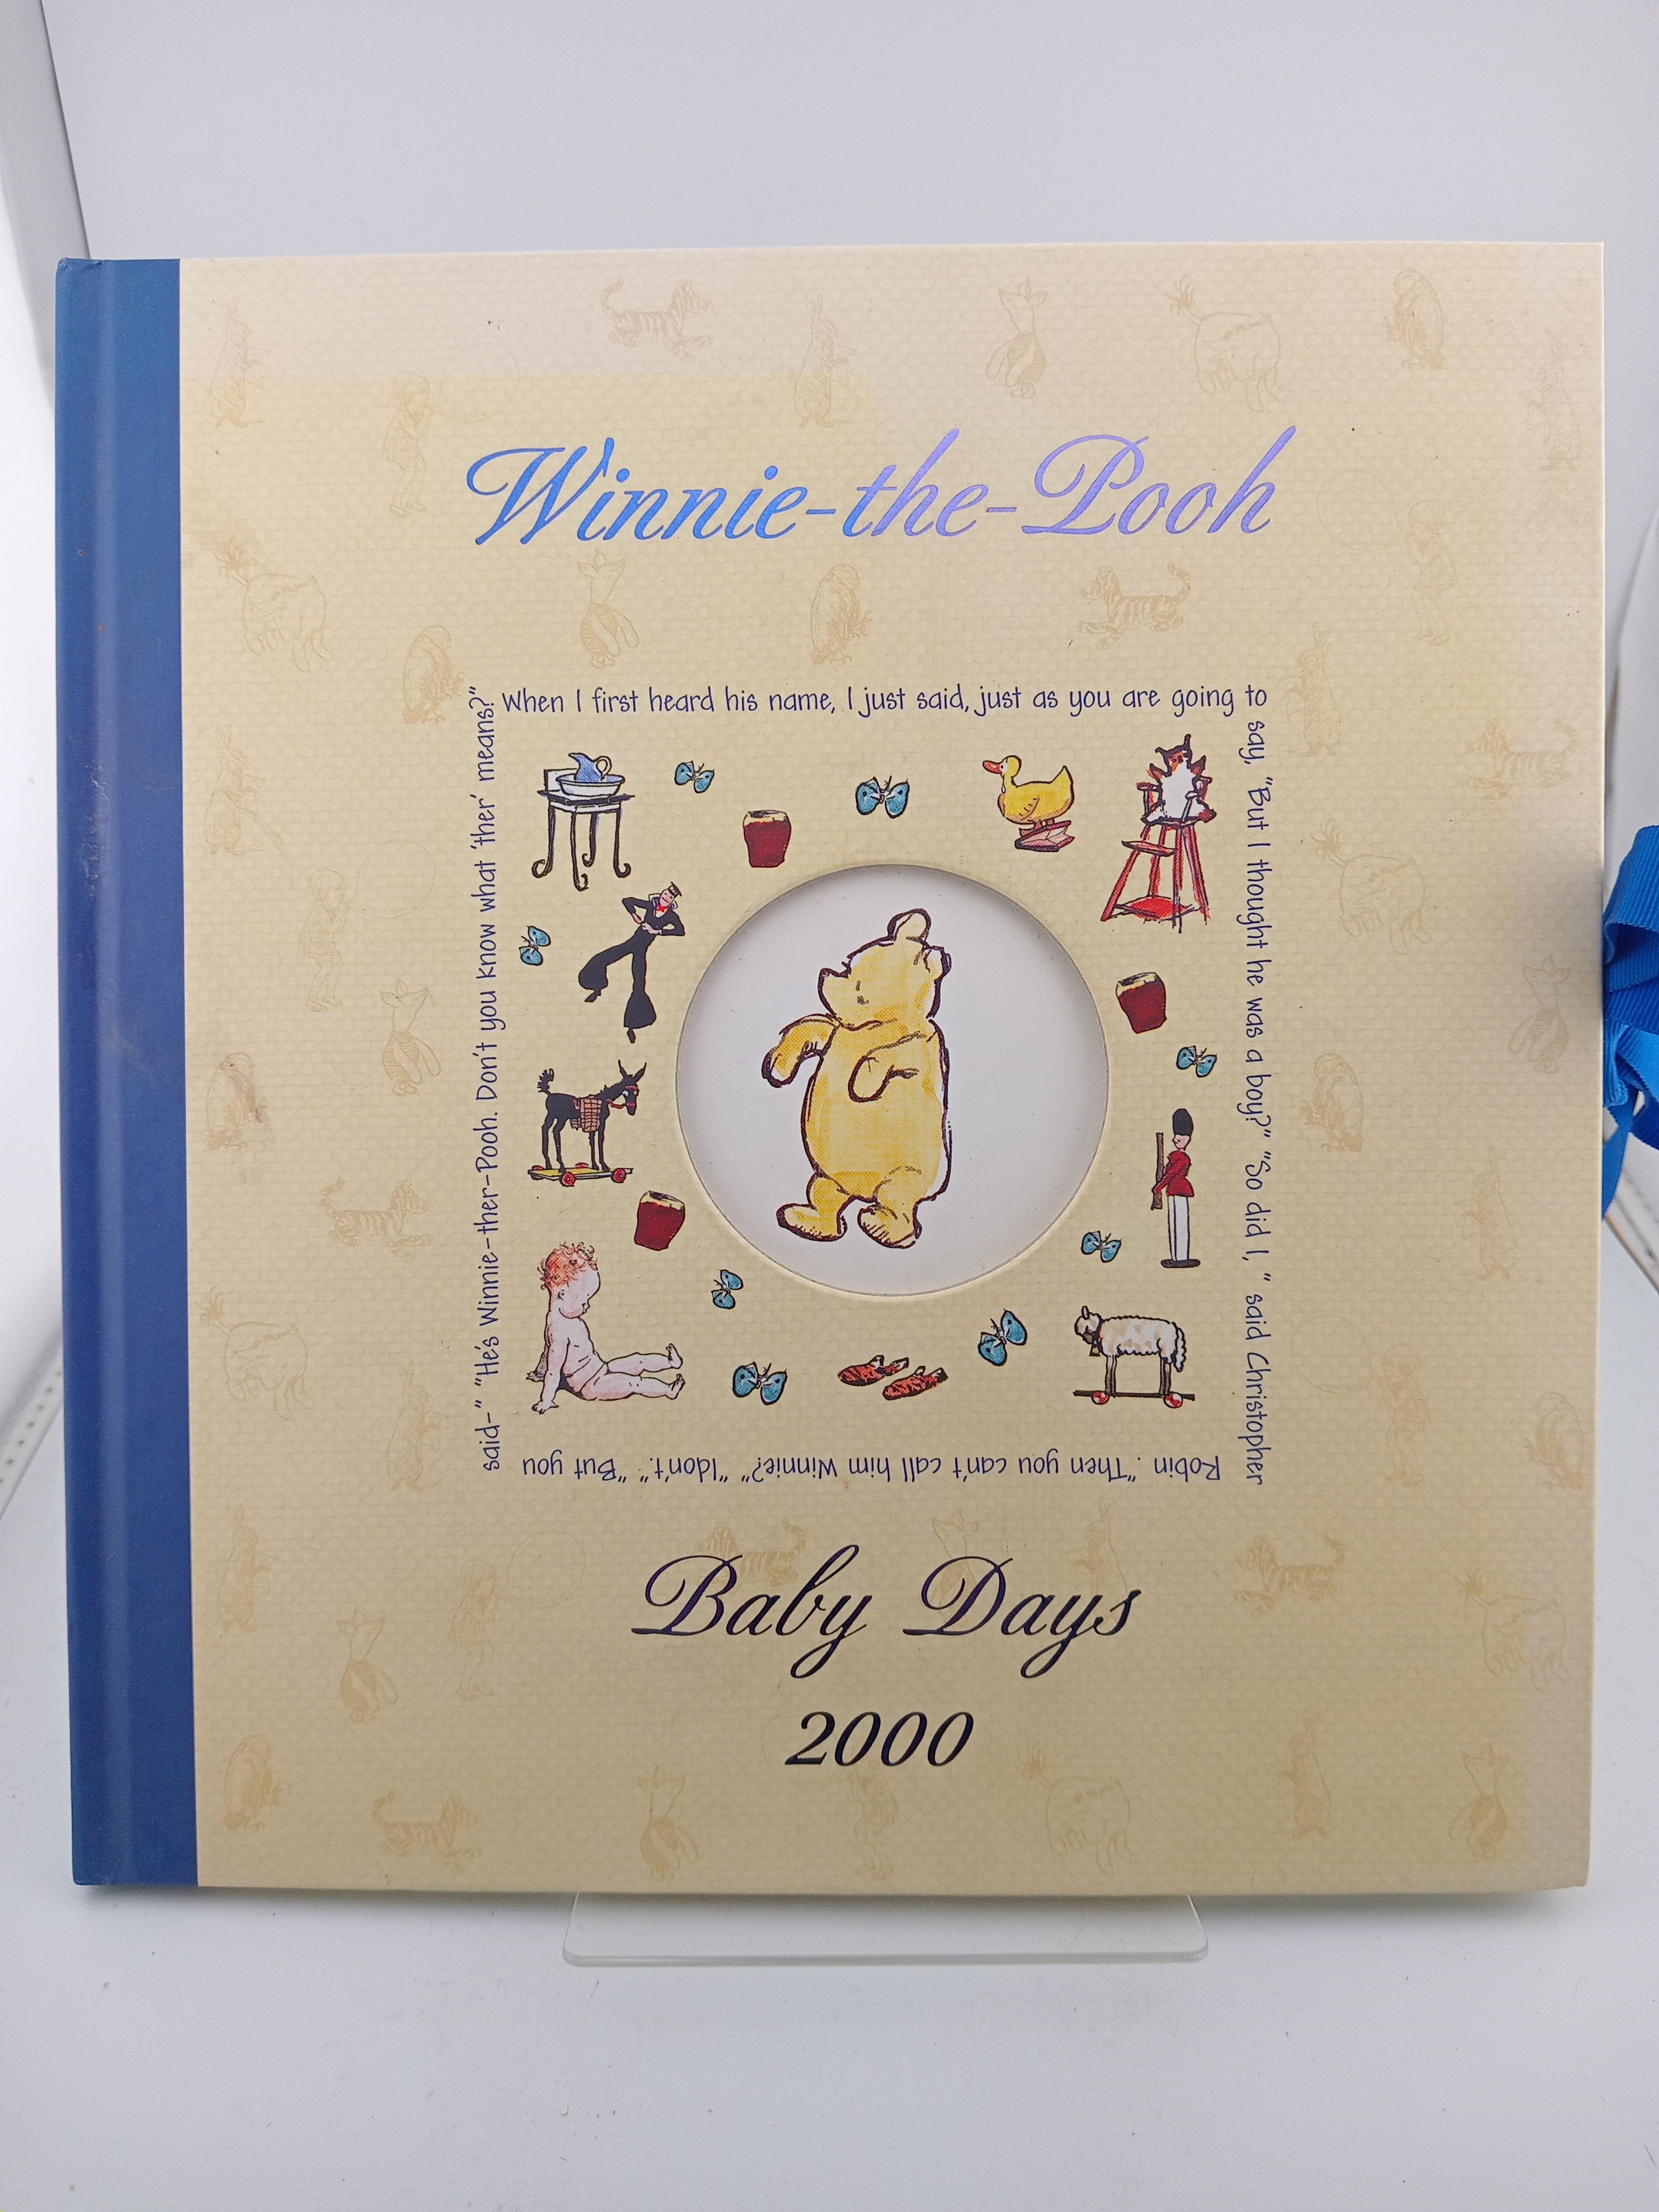 Winnie-the-Pooh
When I first heard his name, I just said, just as you are going to
say, "But I thought he was a boy?" "So did I, " said Christopher
Robin . "Then you can't call him Winnie?" "Idon't." "But you
said-" "He's Winnie-ther-Pooh. Don't you know what 'ther' means?"
Baby Days
2000